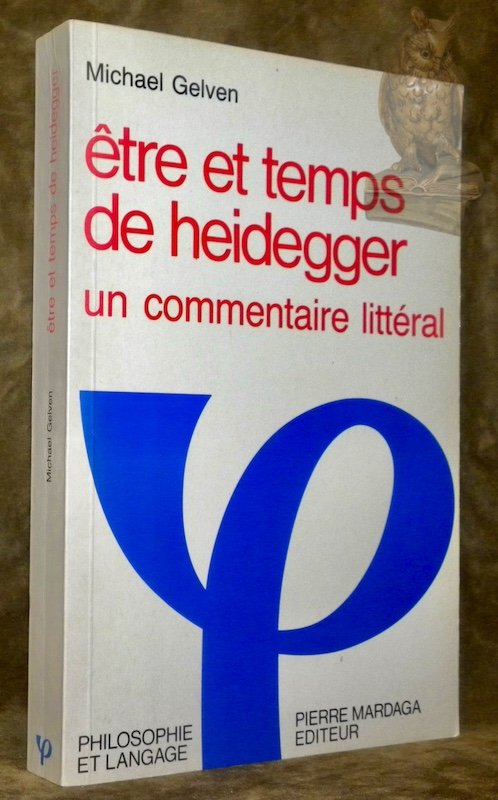 Michael Gelven
être et temps
de heidegger
un commentaire littéral
φ
PHILOSOPHIE
ET LANGAGE
PIERRE MARDAGA
EDITEUR
être et temps de heidegger
Michael Gelven
φ